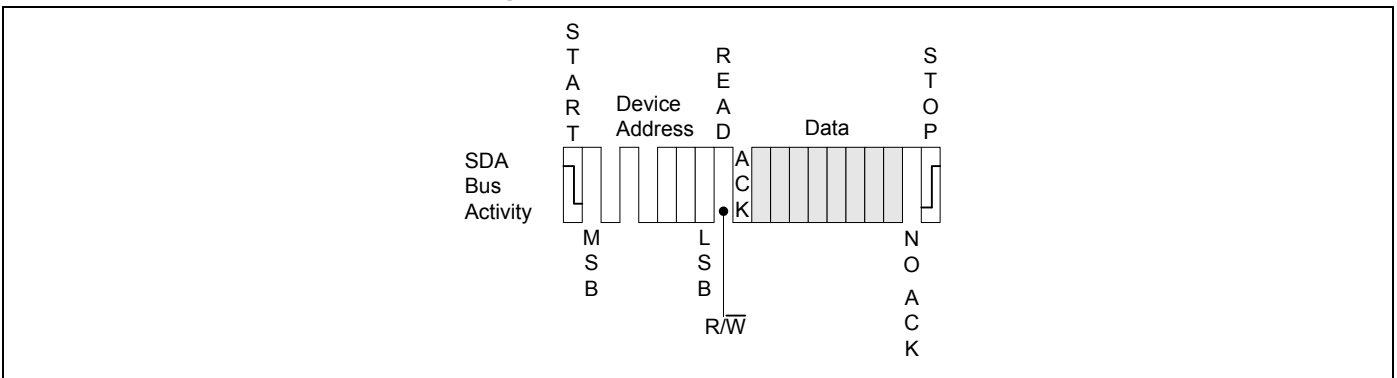 START
Device
Address
READ
Data
STOP
SDA
Bus
Activity
ACK
MSB
LSB
R/W̅
NO ACK